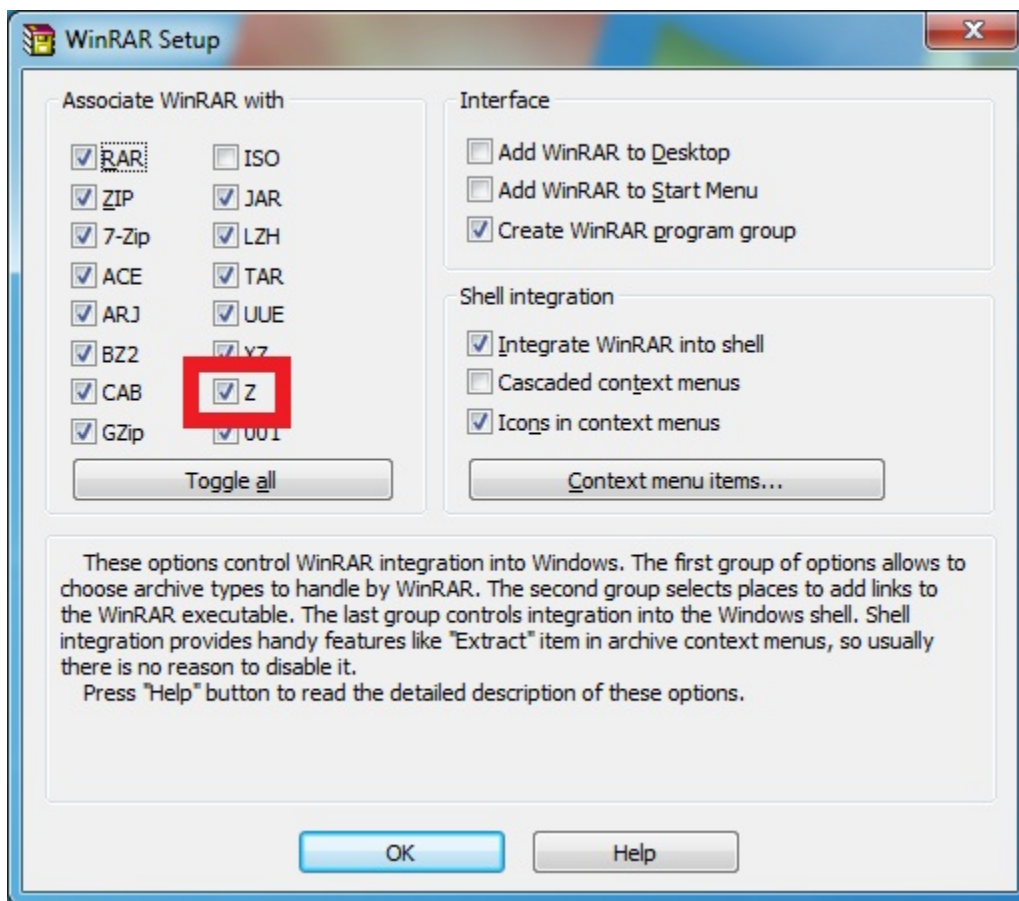 WinRAR Setup
Associate WinRAR with
RAR
ISO
ZIP
JAR
7-Zip
LZH
ACE
TAR
ARJ
UUE
BZ2
XZ
CAB
Z
GZip
001
Toggle all
Interface
Add WinRAR to Desktop
Add WinRAR to Start Menu
Create WinRAR program group
Shell integration
Integrate WinRAR into shell
Cascaded context menus
Icons in context menus
Context menu items...
These options control WinRAR integration into Windows. The first group of options allows to
choose archive types to handle by WinRAR. The second group selects places to add links to
the WinRAR executable. The last group controls integration into the Windows shell. Shell
integration provides handy features like "Extract" item in archive context menus, so usually
there is no reason to disable it.
Press "Help" button to read the detailed description of these options.
OK
Help